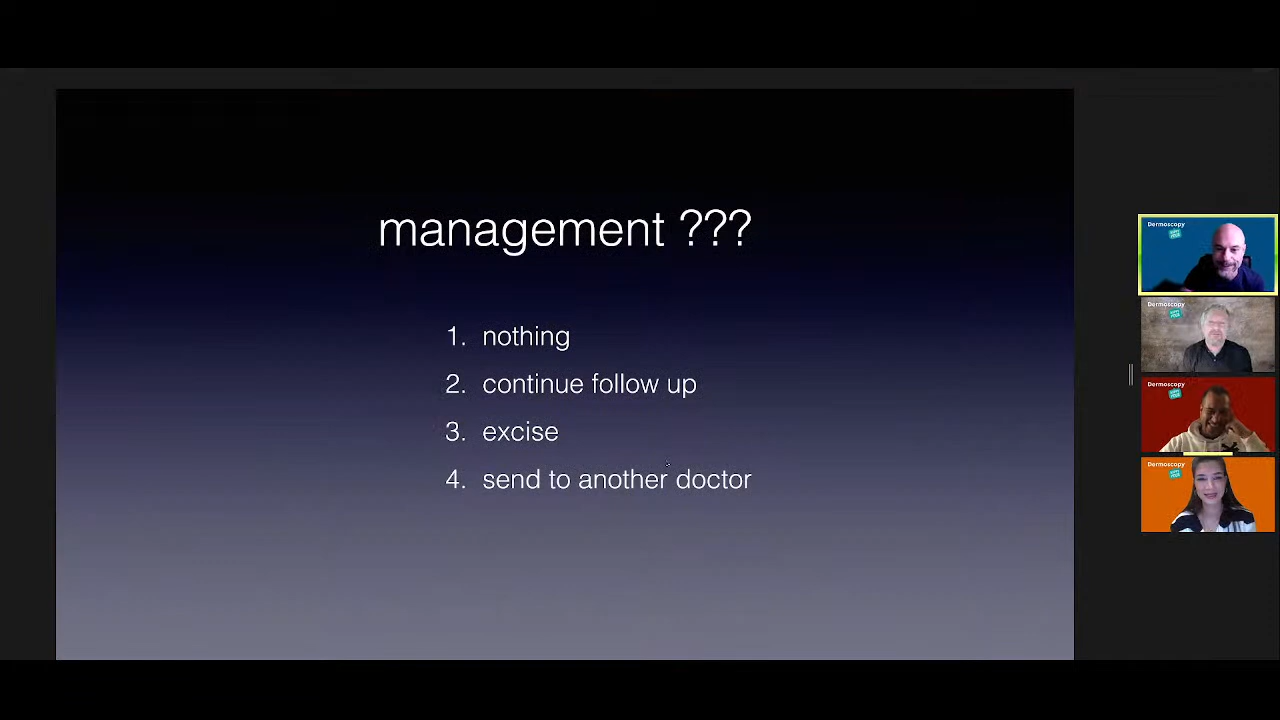 management ???
1. nothing
2. continue follow up
3. excise
4. send to another doctor
Dermoscopy
Dermoscopy
Dermoscopy
Dermoscopy